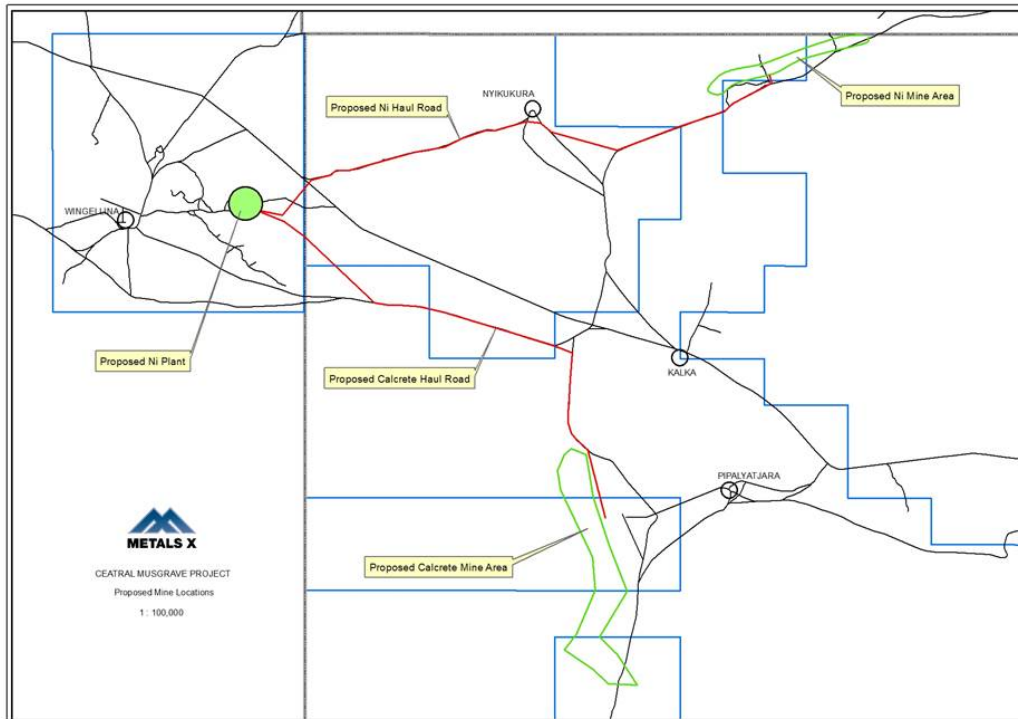 Proposed Ni Mine Area
NYIKUKURA
Proposed Ni Haul Road
WINGELLINA
Proposed Ni Plant
Proposed Calcrete Haul Road
KALKA
PIPALYATJARA
Proposed Calcrete Mine Area
METALS X
CEATRAL MUSGRAVE PROJECT
Proposed Mine Locations
1 : 100,000